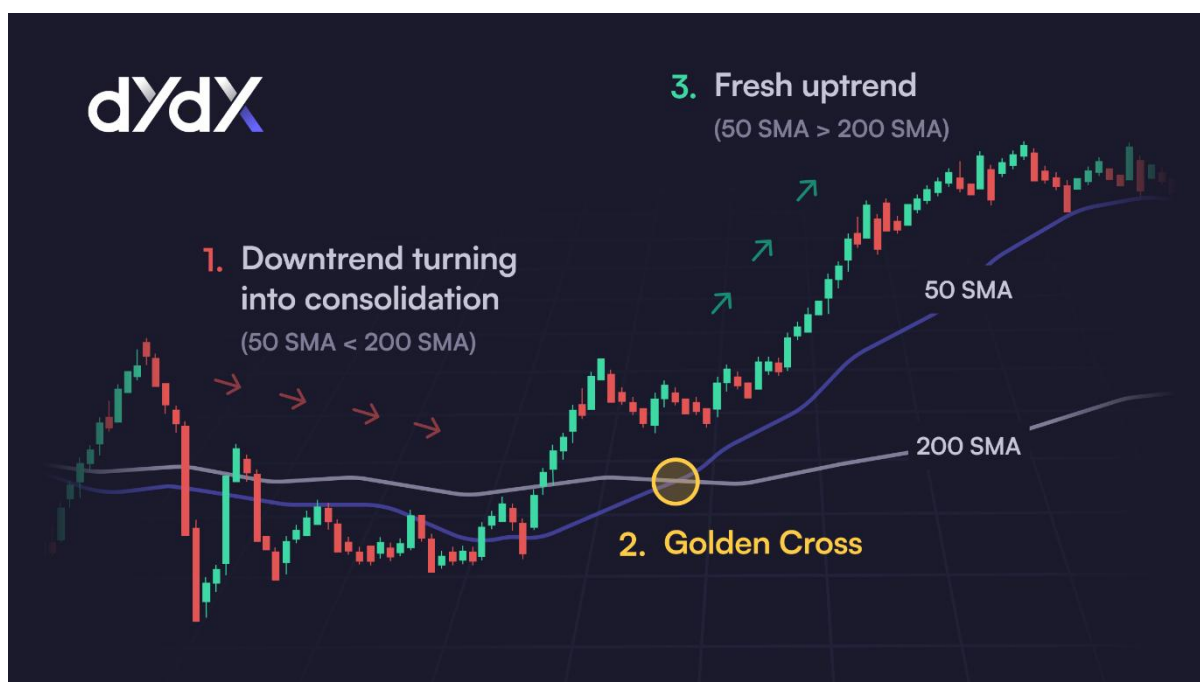 dYdX
3. Fresh uptrend
(50 SMA > 200 SMA)
1. Downtrend turning
into consolidation
(50 SMA < 200 SMA)
50 SMA
200 SMA
2. Golden Cross